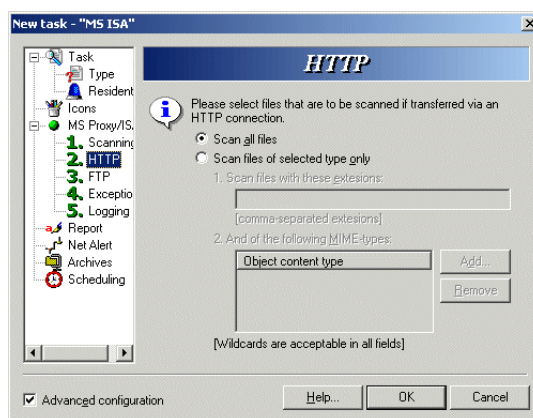 New task - "MS ISA"
Task
Type
Resident
Icons
MS Proxy/IS.
1. Scanning
2. HTTP
3. FTP
4. Exceptio
5. Logging
Report
Net Alert
Archives
Scheduling
HTTP
Please select files that are to be scanned if transferred via an
HTTP connection.
Scan all files
Scan files of selected type only
1. Scan files with these extesions:
[comma-separated extesions]
2. And of the following MIME-types:
Object content type
Add...
Remove
[Wildcards are acceptable in all fields]
Advanced configuration
Help...
OK
Cancel